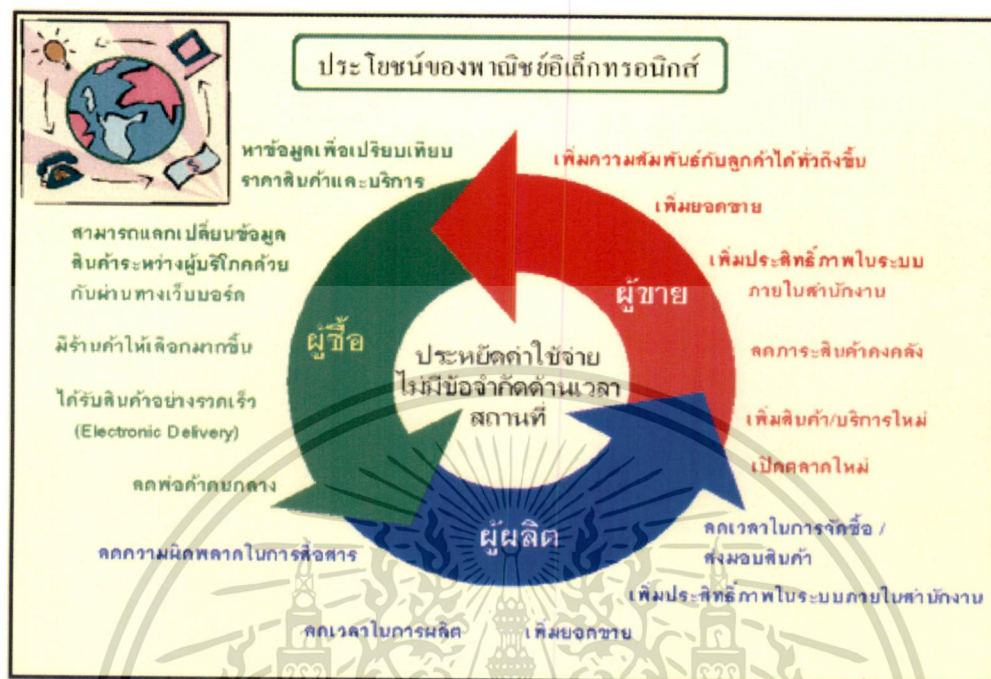 ประโยชน์ของพาณิชย์อิเล็กทรอนิกส์
หาข้อมูลเพื่อเปรียบเทียบ
ราคาสินค้าและบริการ
สามารถแลกเปลี่ยนข้อมูล
สินค้าระหว่างผู้บริโภคด้วย
กันผ่านทางเว็บบอร์ด
มีร้านค้าให้เลือกมากขึ้น
ได้รับสินค้าอย่างรวดเร็ว
(Electronic Delivery)
ลดพ่อค้าคนกลาง
ผู้ซื้อ
เพิ่มความสัมพันธ์กับลูกค้าได้ทั่วถึงขึ้น
เพิ่มยอดขาย
เพิ่มประสิทธิ์ภาพในระบบ
ภายในสำนักงาน
ลดภาระสินค้าคงคลัง
เพิ่มสินค้า/บริการใหม่
เปิดตลาดใหม่
ผู้ขาย
ประหยัดค่าใช้จ่าย
ไม่มีข้อจำกัดด้านเวลา
สถานที่
ผู้ผลิต
ลดเวลาในการจัดซื้อ /
ส่งมอบสินค้า
เพิ่มประสิทธิ์ภาพในระบบภายในสำนักงาน
เพิ่มยอดขาย
ลดเวลาในการผลิต
ลดความผิดพลาดในการสื่อสาร